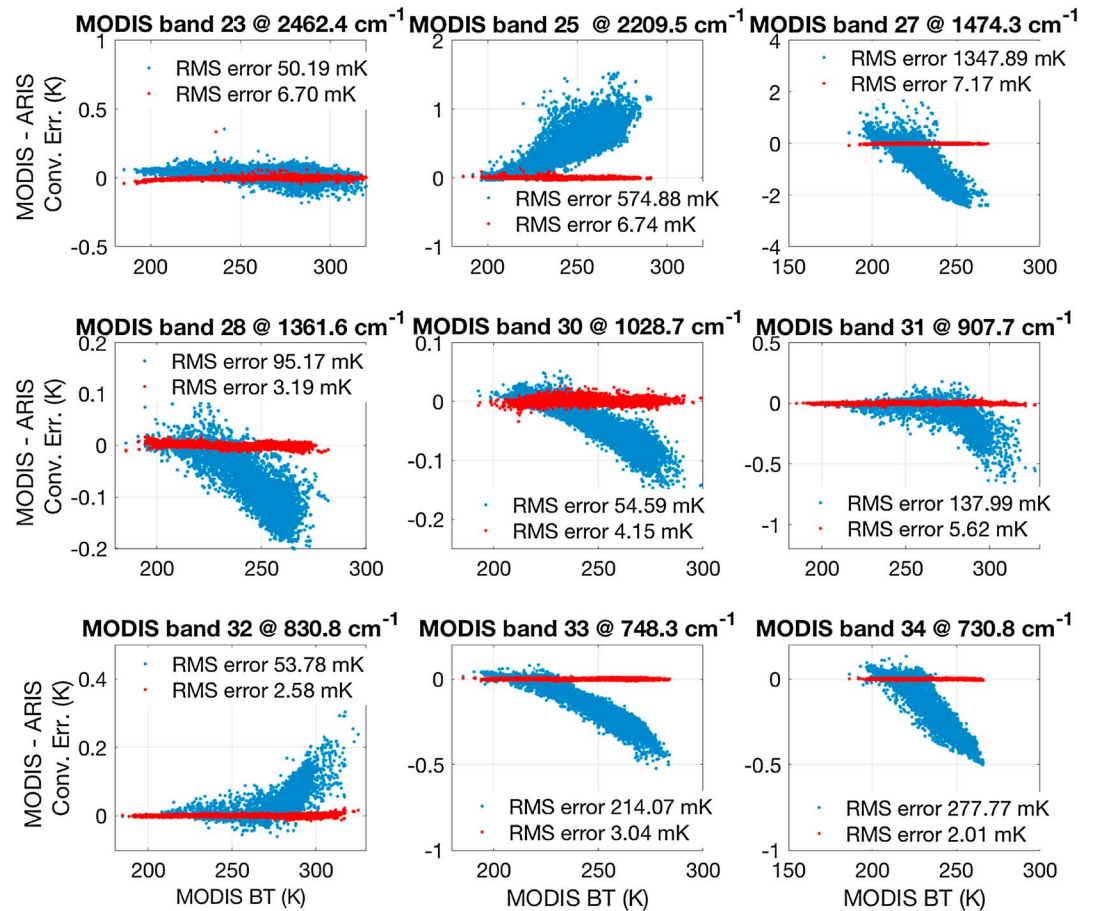 MODIS band 23 @ 2462.4 cm-1
MODIS - ARIS
Conv. Err. (K)
1
0.5
0
-0.5
RMS error 50.19 mK
RMS error 6.70 mK
200 250 300
MODIS band 25 @ 2209.5 cm-1
2
1
0
-1
RMS error 574.88 mK
RMS error 6.74 mK
200 250 300
MODIS band 27 @ 1474.3 cm-1
4
2
0
-2
-4
RMS error 1347.89 mK
RMS error 7.17 mK
150 200 250 300
MODIS band 28 @ 1361.6 cm-1
MODIS - ARIS
Conv. Err. (K)
0.2
0.1
0
-0.1
-0.2
RMS error 95.17 mK
RMS error 3.19 mK
200 250 300
MODIS band 30 @ 1028.7 cm-1
0.1
0
-0.1
-0.2
RMS error 54.59 mK
RMS error 4.15 mK
200 250 300
MODIS band 31 @ 907.7 cm-1
0.5
0
-0.5
-1
RMS error 137.99 mK
RMS error 5.62 mK
200 250 300
MODIS band 32 @ 830.8 cm-1
MODIS - ARIS
Conv. Err. (K)
0.4
0.2
0
RMS error 53.78 mK
RMS error 2.58 mK
200 250 300
MODIS BT (K)
MODIS band 33 @ 748.3 cm-1
0
-0.5
-1
RMS error 214.07 mK
RMS error 3.04 mK
200 250 300
MODIS BT (K)
MODIS band 34 @ 730.8 cm-1
0
-0.5
-1
RMS error 277.77 mK
RMS error 2.01 mK
150 200 250 300
MODIS BT (K)